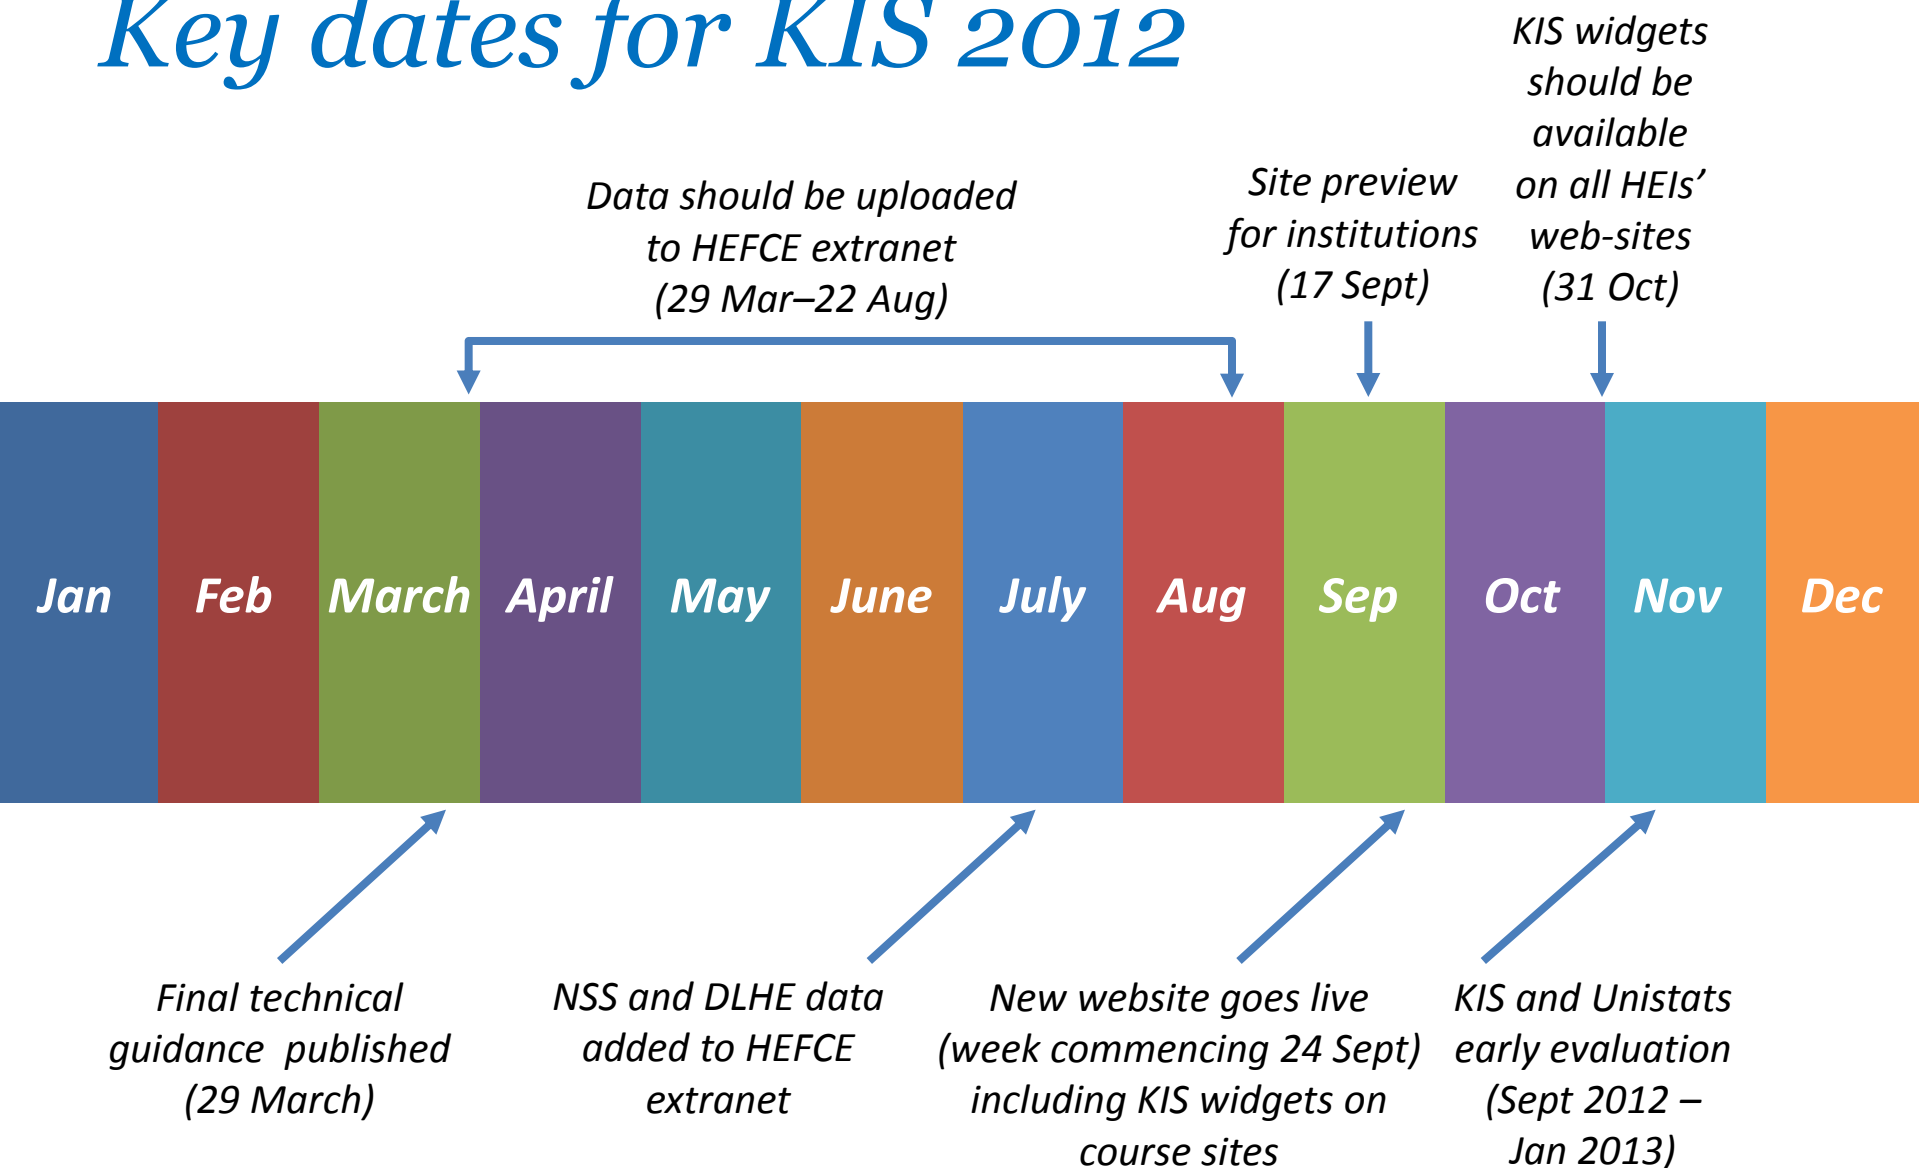 Key dates for KIS 2012
KIS widgets
should be
available
on all HEIs’
web-sites
(31 Oct)
Data should be uploaded
to HEFCE extranet
(29 Mar–22 Aug)
Site preview
for institutions
(17 Sept)
Jan
Feb
March
April
May
June
July
Aug
Sep
Oct
Nov
Dec
Final technical
guidance published
(29 March)
NSS and DLHE data
added to HEFCE
extranet
New website goes live
(week commencing 24 Sept)
including KIS widgets on
course sites
KIS and Unistats
early evaluation
(Sept 2012 –
Jan 2013)